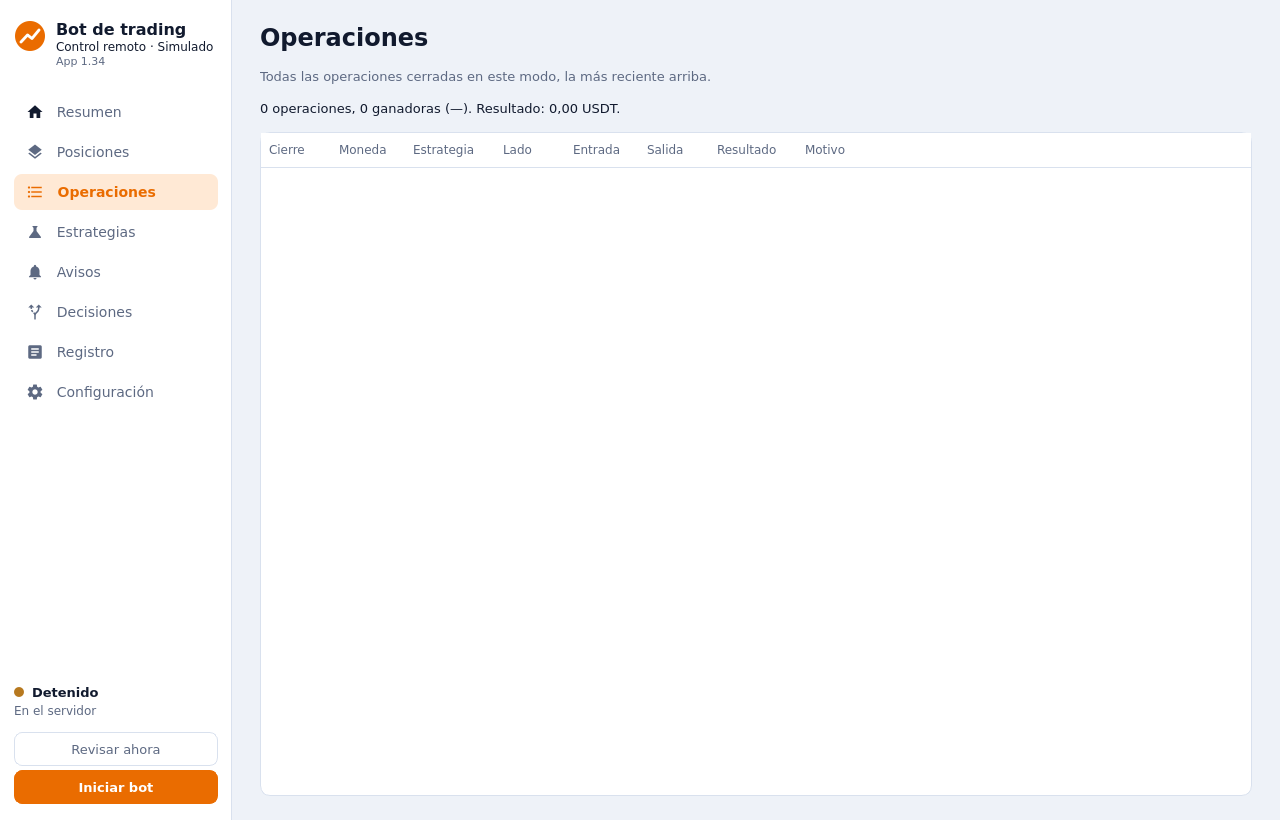 Bot de trading
Control remoto · Simulado
App 1.34
Resumen
Posiciones
Operaciones
Estrategias
Avisos
Decisiones
Registro
Configuración
Detenido
En el servidor
Revisar ahora
Iniciar bot
Operaciones
Todas las operaciones cerradas en este modo, la más reciente arriba.
0 operaciones, 0 ganadoras (—). Resultado: 0,00 USDT.
Cierre Moneda Estrategia Lado Entrada Salida Resultado Motivo